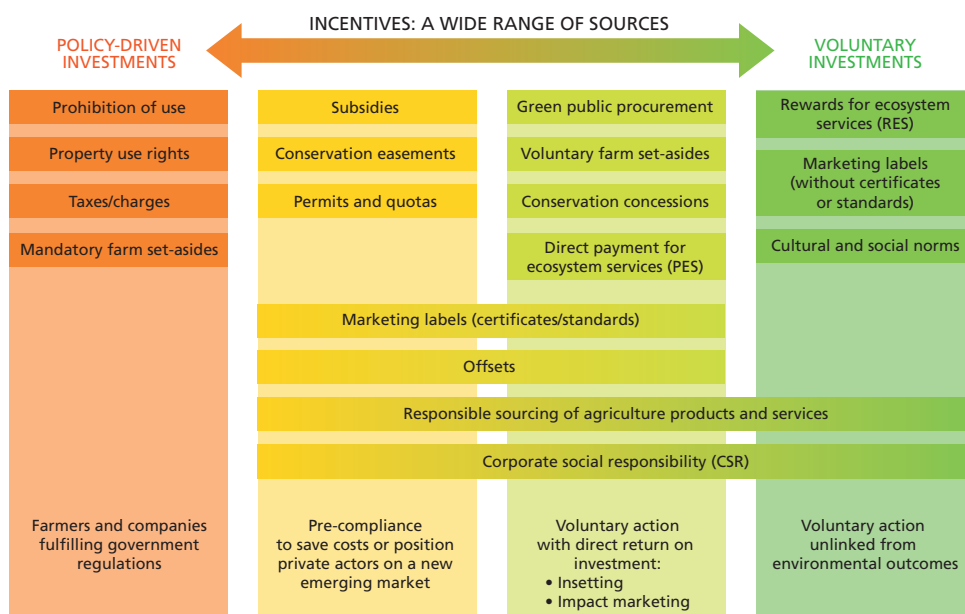 INCENTIVES: A WIDE RANGE OF SOURCES
POLICY-DRIVEN
INVESTMENTS
VOLUNTARY
INVESTMENTS
Prohibition of use
Property use rights
Taxes/charges
Mandatory farm set-asides
Subsidies
Conservation easements
Permits and quotas
Green public procurement
Voluntary farm set-asides
Conservation concessions
Direct payment for
ecosystem services (PES)
Rewards for ecosystem
services (RES)
Marketing labels
(without certificates
or standards)
Cultural and social norms
Marketing labels (certificates/standards)
Offsets
Responsible sourcing of agriculture products and services
Corporate social responsibility (CSR)
Farmers and companies
fulfilling government
regulations
Pre-compliance
to save costs or position
private actors on a new
emerging market
Voluntary action
with direct return on
investment:
• Insetting
• Impact marketing
Voluntary action
unlinked from
environmental outcomes